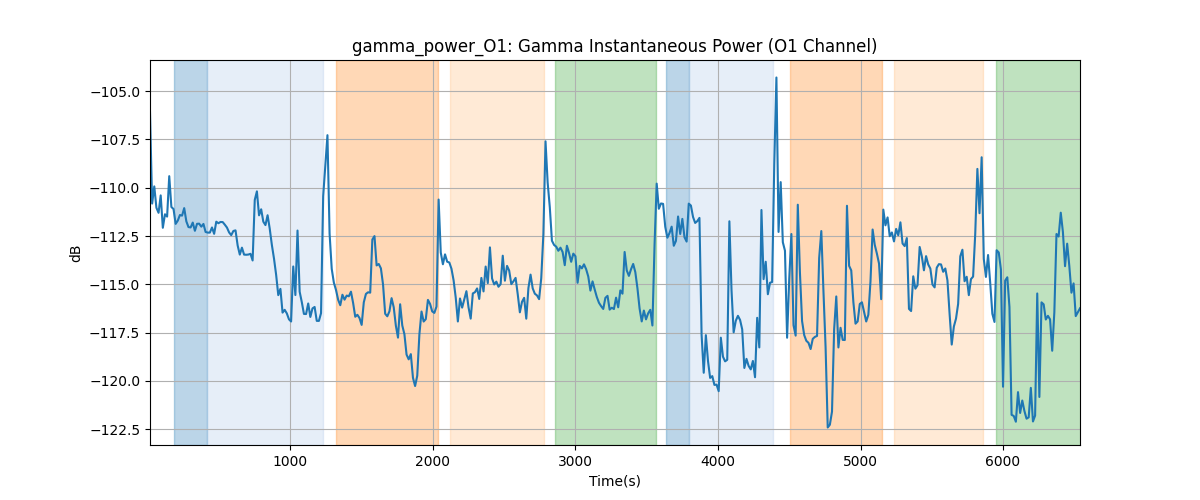 gamma_power_O1: Gamma Instantaneous Power (O1 Channel)
dB
−105.0
−107.5
−110.0
−112.5
−115.0
−117.5
−120.0
−122.5
1000 2000 3000 4000 5000 6000
Time(s)